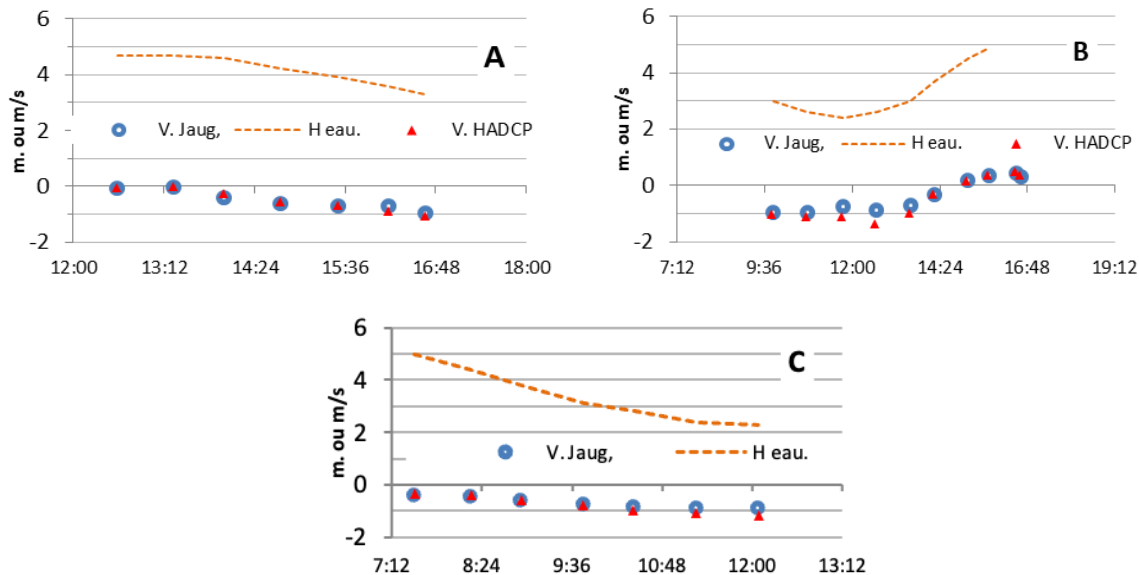 6
4
2
0
-2
m. ou m/s
A
V. Jaug, H eau. V. HADCP
12:00 13:12 14:24 15:36 16:48 18:00
6
4
2
0
-2
m. ou m/s
B
V. Jaug, H eau. V. HADCP
7:12 9:36 12:00 14:24 16:48 19:12
6
4
2
0
-2
m. ou m/s
C
V. Jaug, H eau.
7:12 8:24 9:36 10:48 12:00 13:12